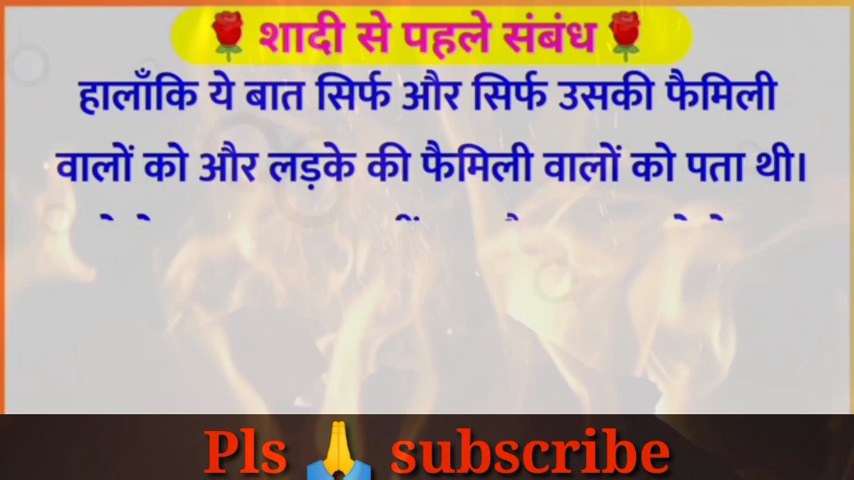 🌹शादी से पहले संबंध🌹
हालाँकि ये बात सिर्फ और सिर्फ उसकी फैमिली
वालों को और लड़के की फैमिली वालों को पता थी।
Pls 🙏 subscribe